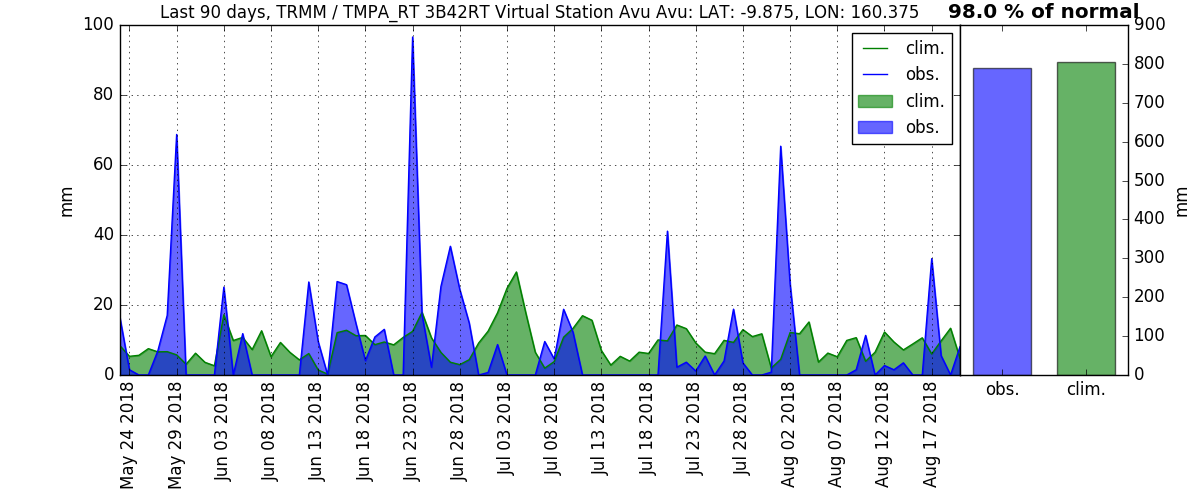 Last 90 days, TRMM / TMPA_RT 3B42RT Virtual Station Avu Avu: LAT: -9.875, LON: 160.375
98.0 % of normal
100
80
60
40
20
0
mm
clim.
obs.
clim.
obs.
900
800
700
600
500
400
300
200
100
0
mm
obs.
clim.
May 24 2018
May 29 2018
Jun 03 2018
Jun 08 2018
Jun 13 2018
Jun 18 2018
Jun 23 2018
Jun 28 2018
Jul 03 2018
Jul 08 2018
Jul 13 2018
Jul 18 2018
Jul 23 2018
Jul 28 2018
Aug 02 2018
Aug 07 2018
Aug 12 2018
Aug 17 2018